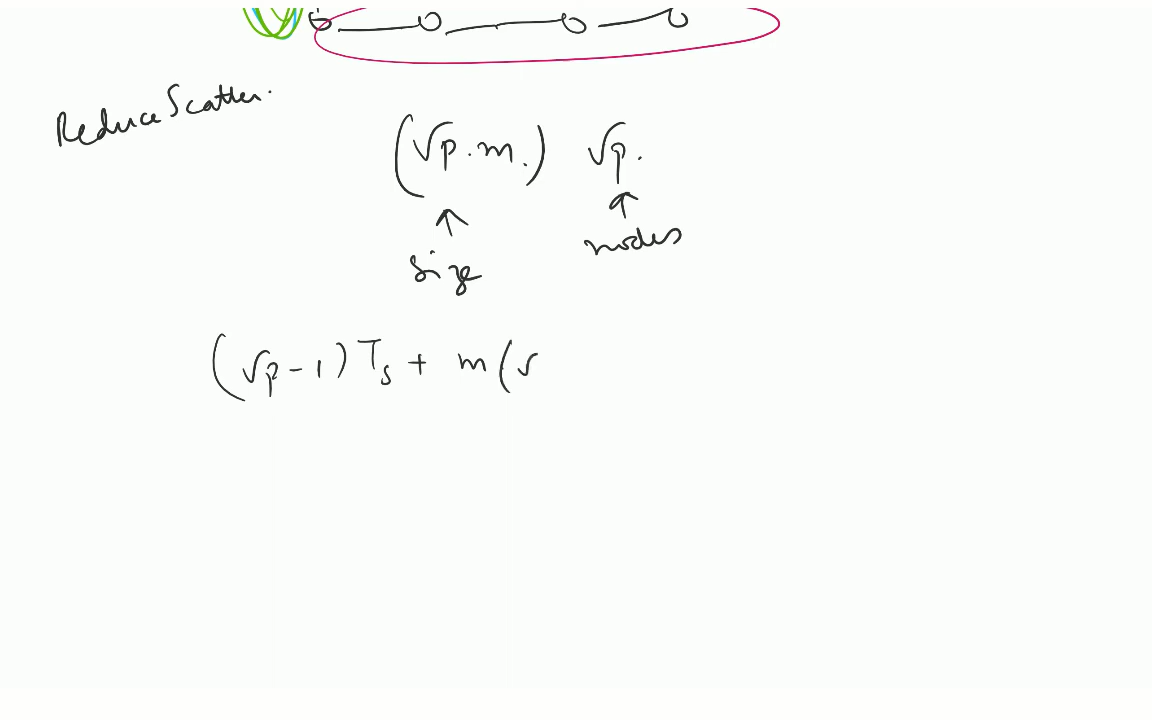 ReduceScatter.
(√p.m.) √p.
↑ ↑
size nodes
(√p-1) Ts + m(√